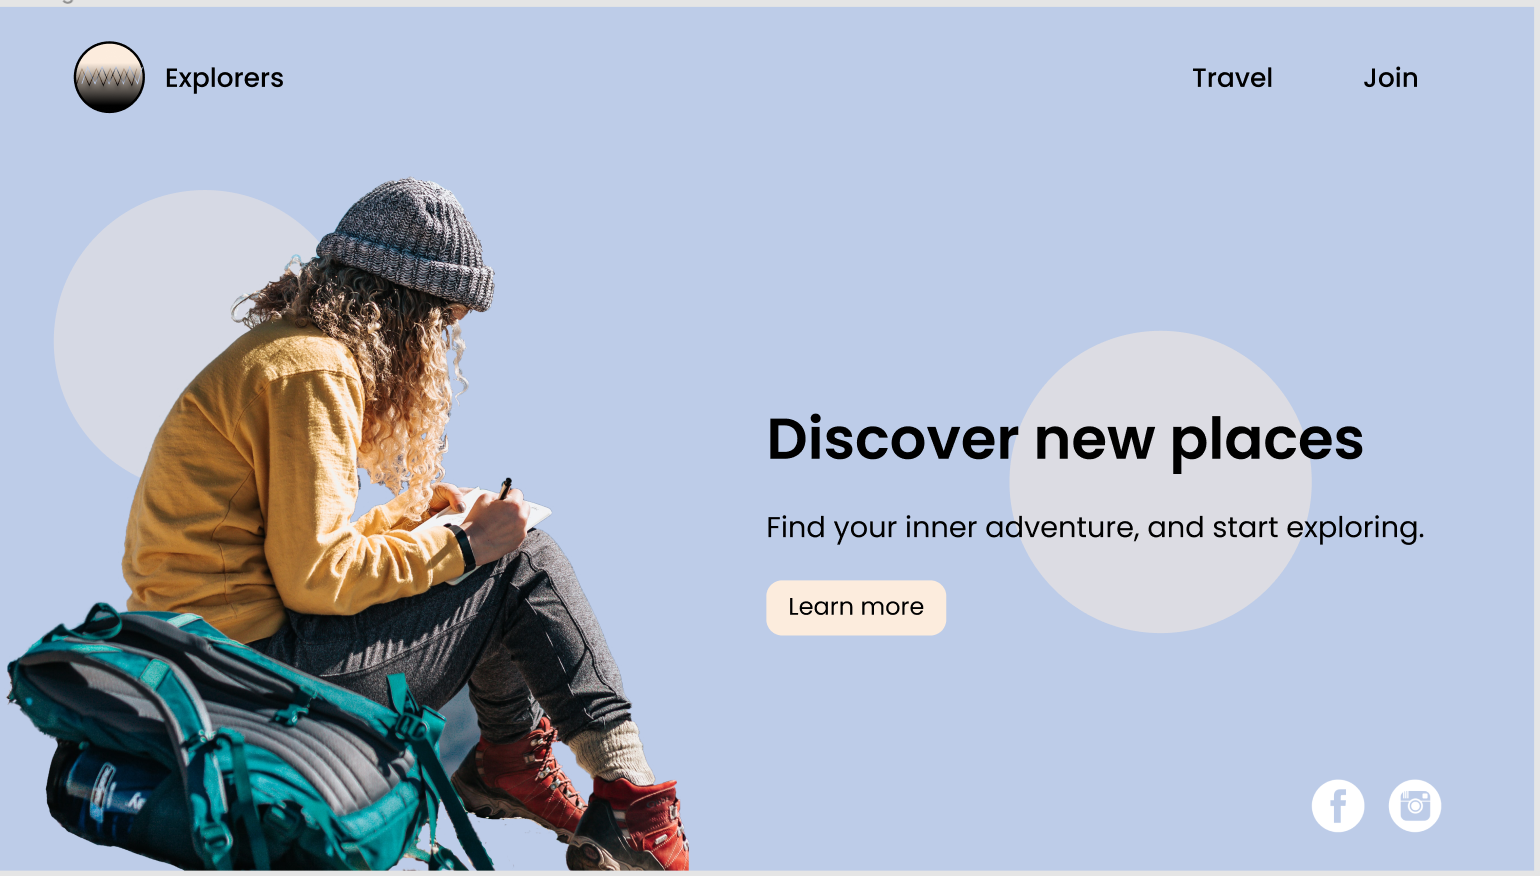 Explorers
Travel
Join
Discover new places
Find your inner adventure, and start exploring.
Learn more